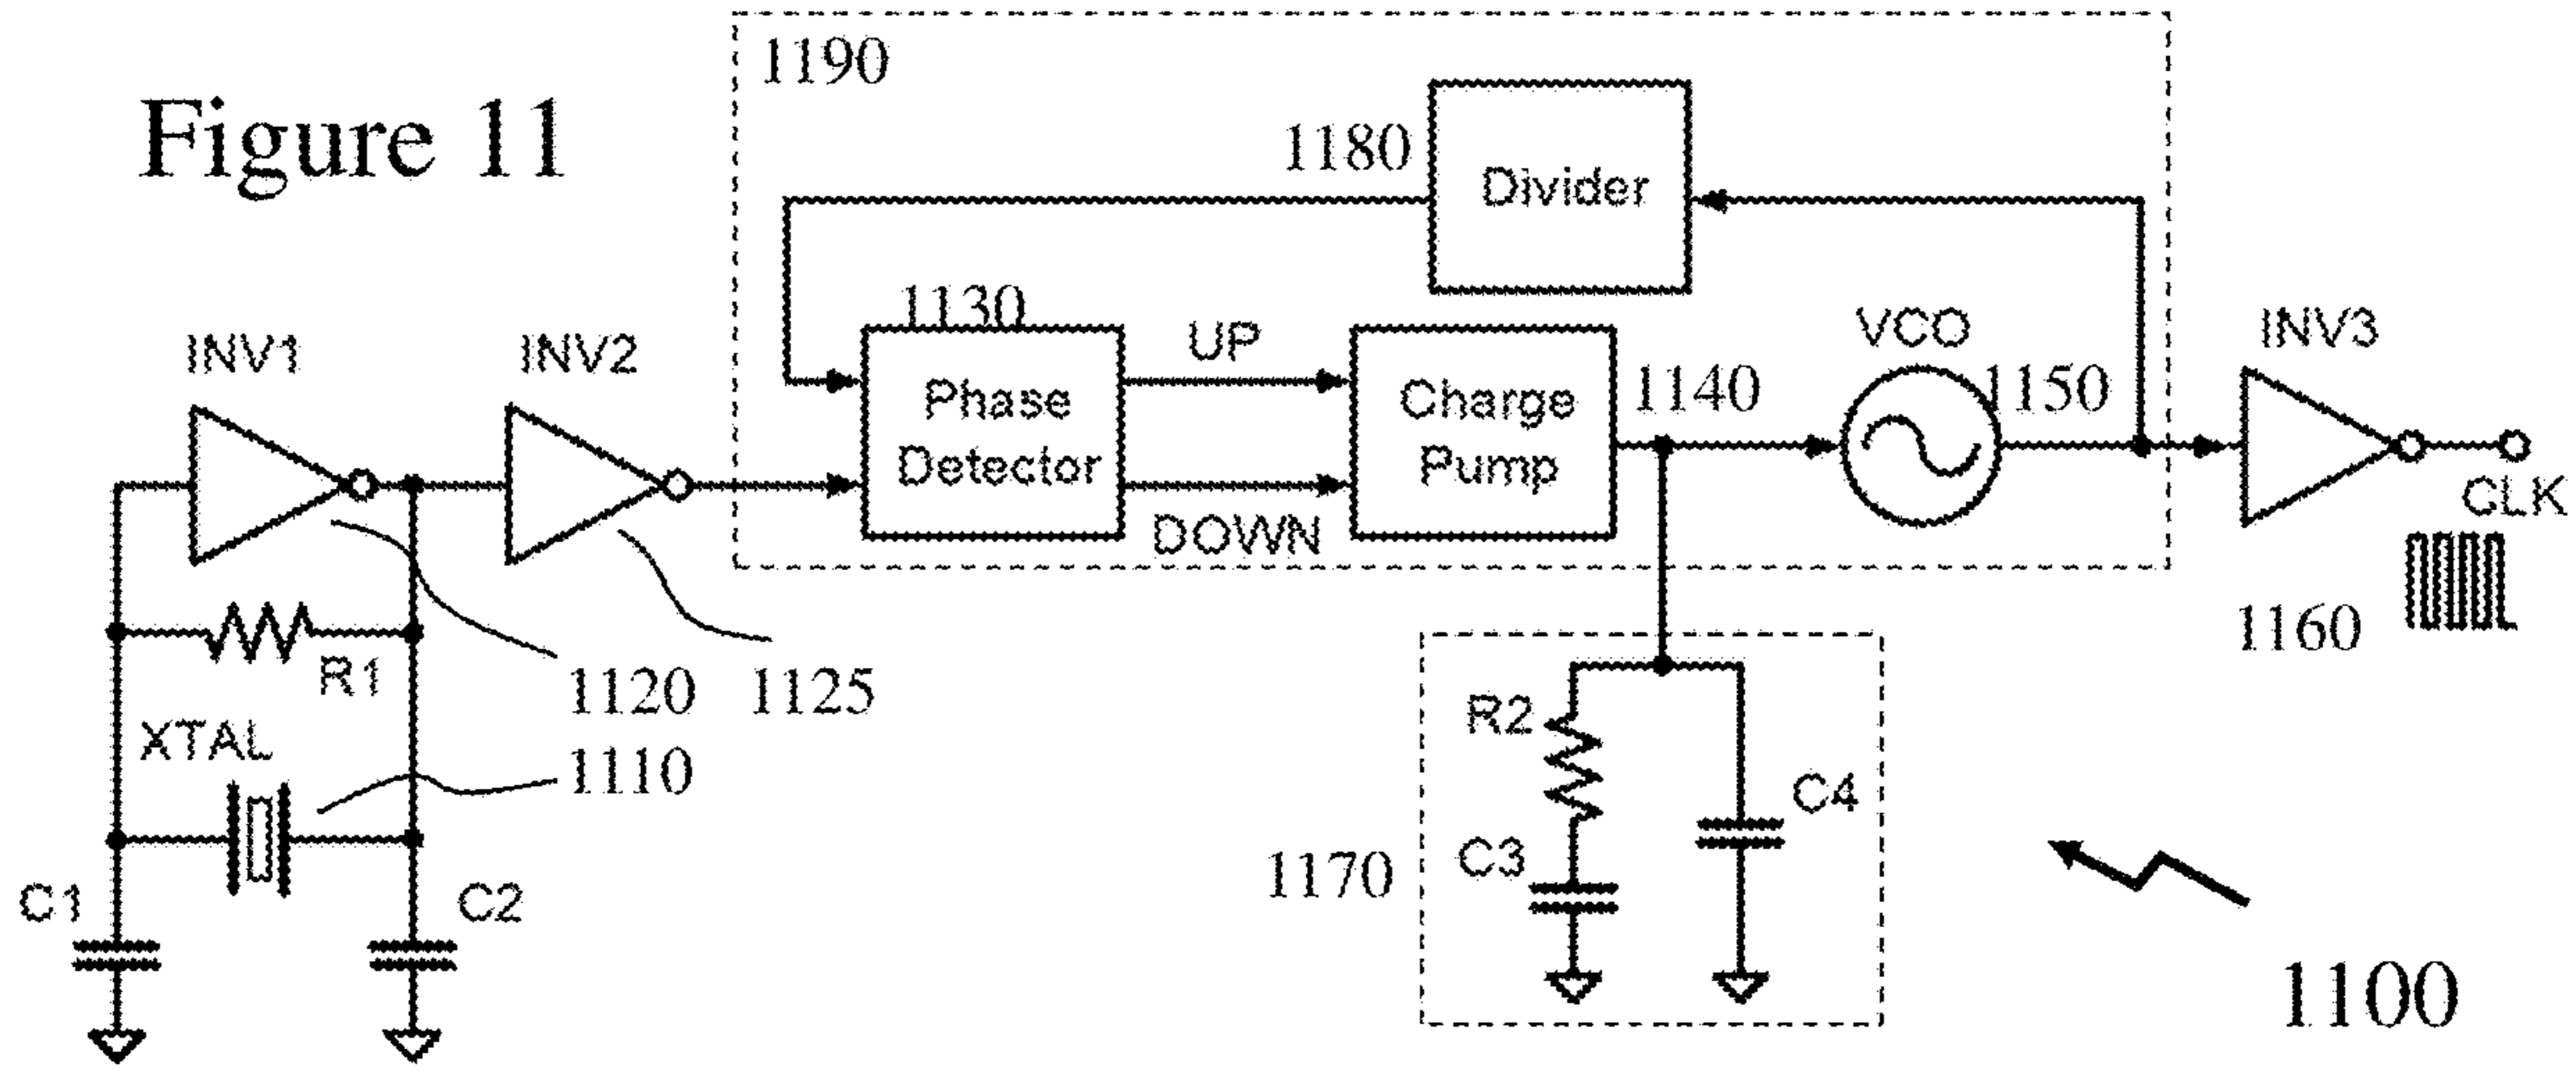 Figure 11
1190
1180
Divider
1130
INV1
INV2
UP
VCO
INV3
Phase
Detector
Charge
Pump
1140
1150
DOWN
CLK
R1
1120
1125
1160
XTAL
1110
R2
C4
C3
1170
C1
C2
1100